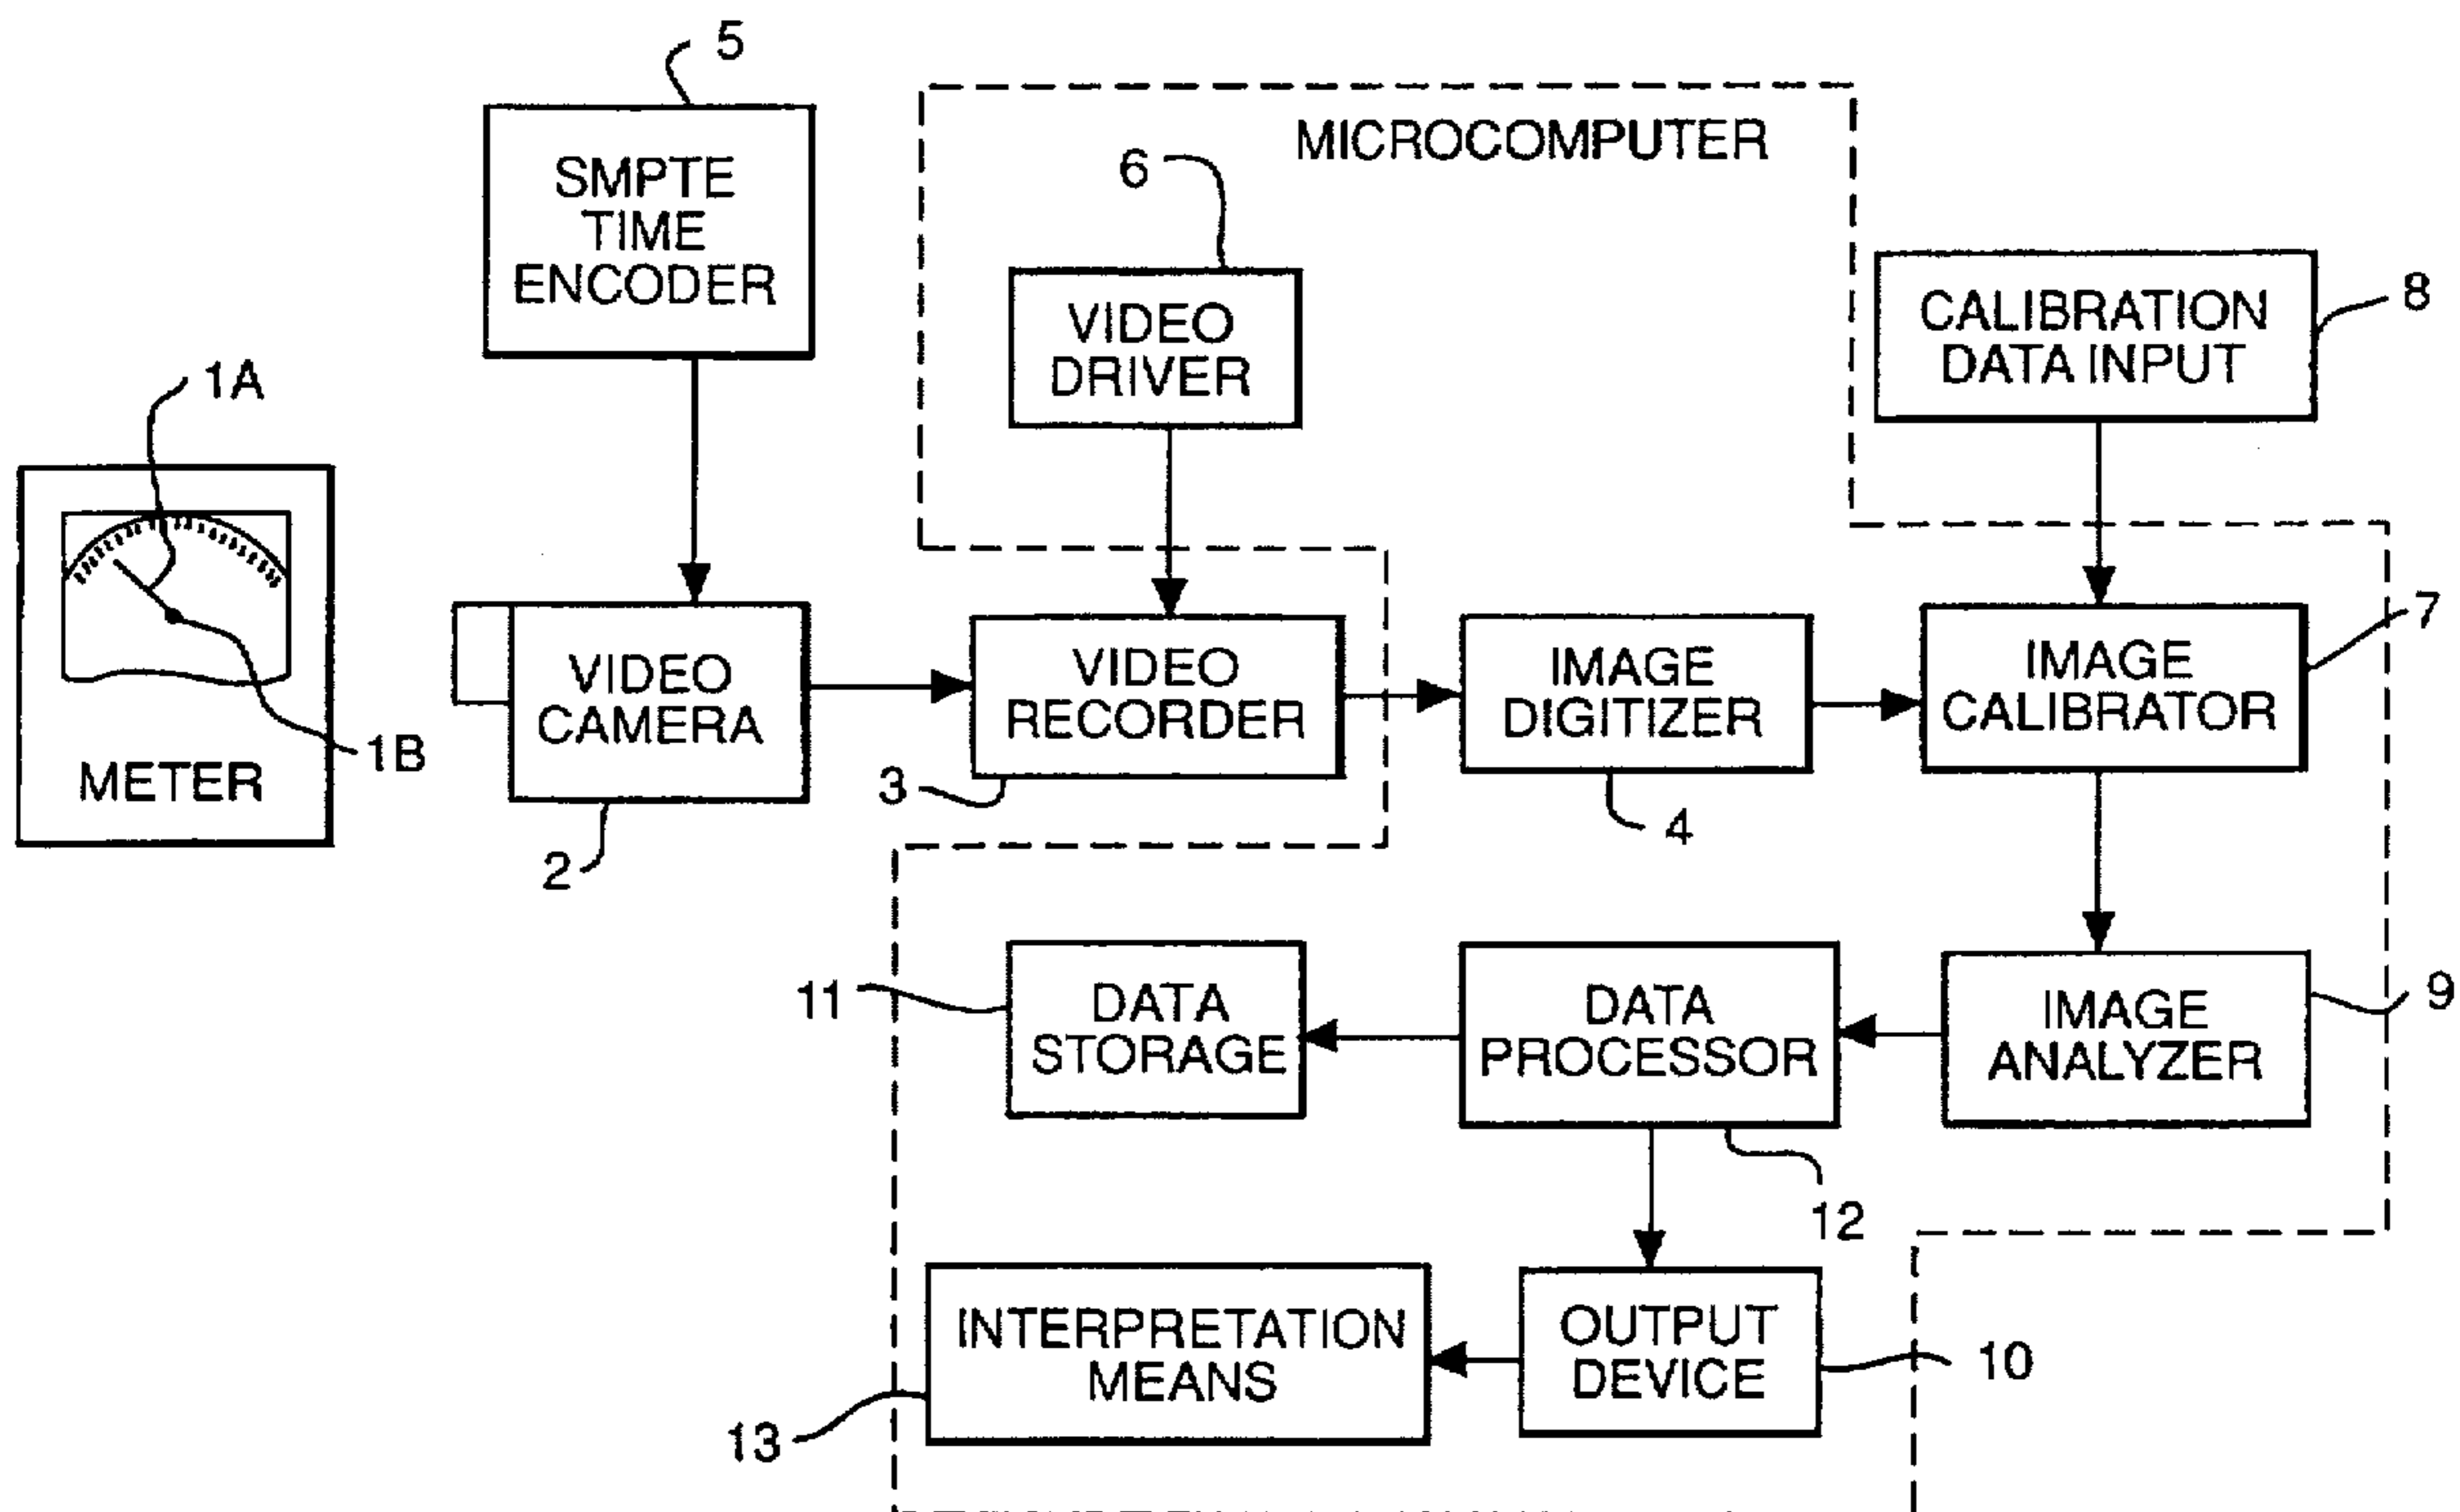 5
SMPTE
TIME
ENCODER
MICROCOMPUTER
6
VIDEO
DRIVER
CALIBRATION
DATA INPUT
8
1A
METER
1B
VIDEO
CAMERA
2
VIDEO
RECORDER
3
IMAGE
DIGITIZER
4
IMAGE
CALIBRATOR
7
11
DATA
STORAGE
DATA
PROCESSOR
12
IMAGE
ANALYZER
9
INTERPRETATION
MEANS
13
OUTPUT
DEVICE
10